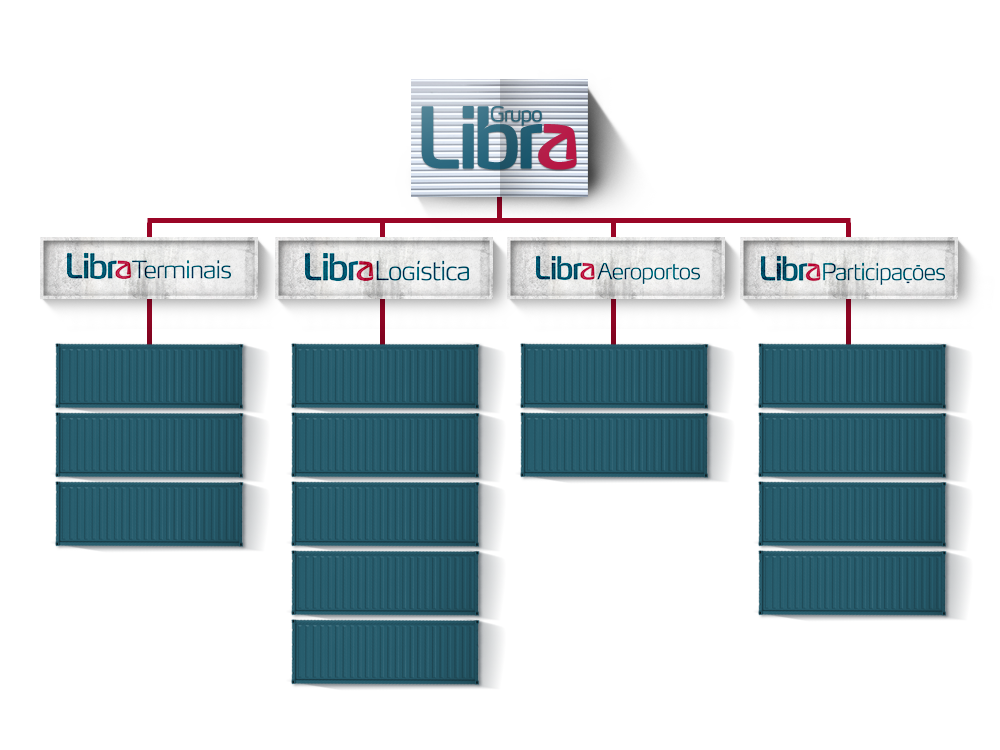 Grupo
Libra
Libra Terminais
Libra Logística
Libra Aeroportos
Libra Participações